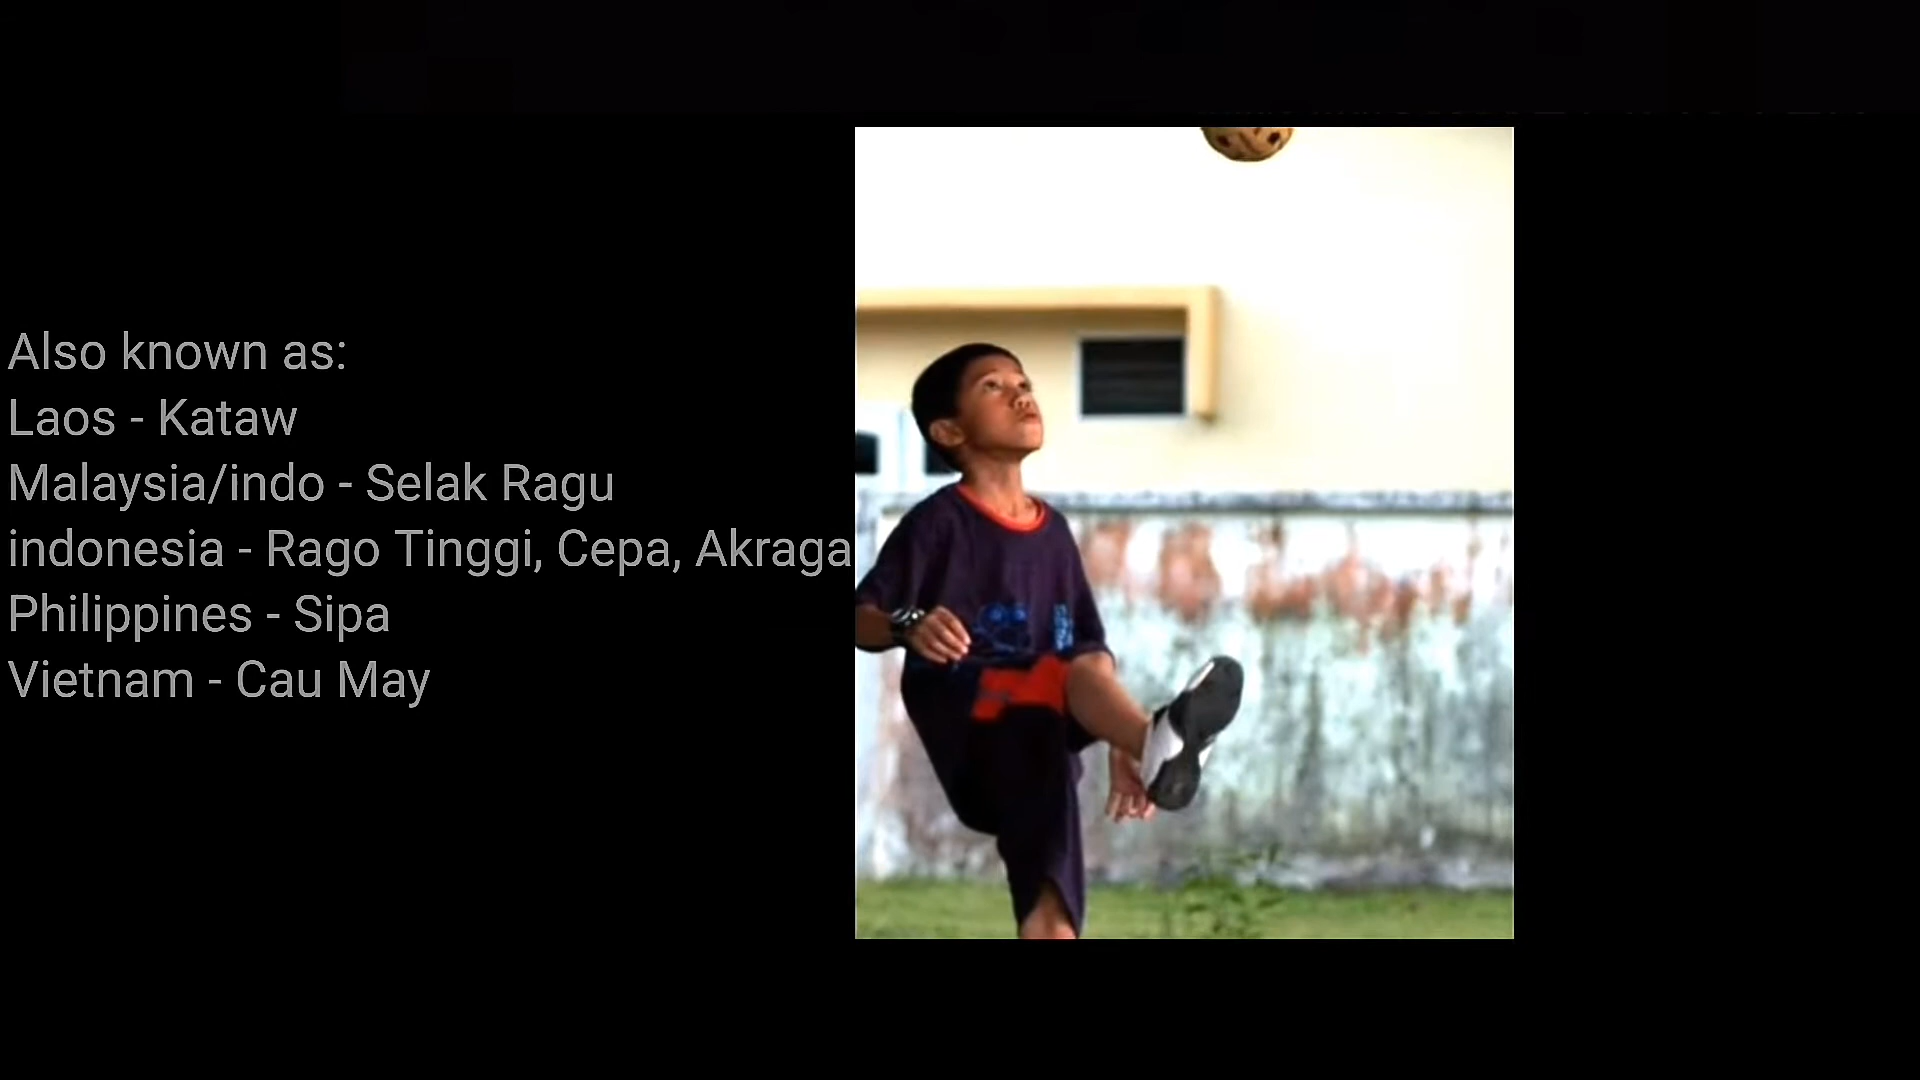 Also known as:
Laos - Kataw
Malaysia/indo - Selak Ragu
indonesia - Rago Tinggi, Cepa, Akraga
Philippines - Sipa
Vietnam - Cau May